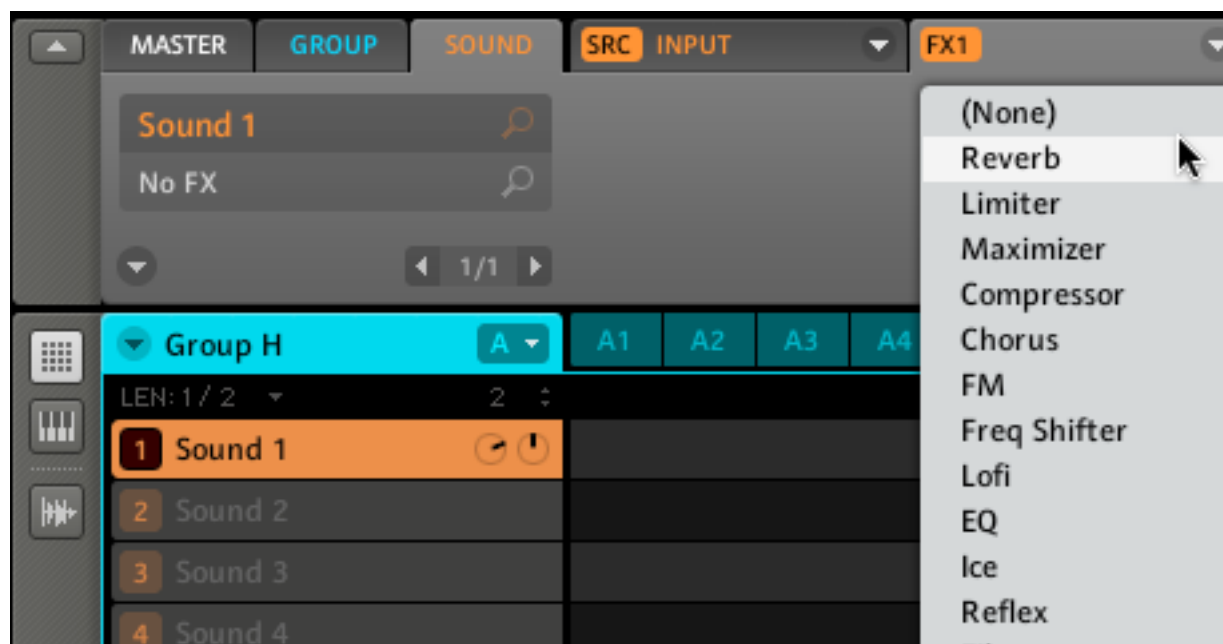 MASTER GROUP SOUND SRC INPUT FX1
Sound 1
No FX
1/1
(None)
Reverb
Limiter
Maximizer
Compressor
Chorus
FM
Freq Shifter
Lofi
EQ
Ice
Reflex
Group H A A1 A2 A3 A4
LEN: 1 / 2 2
1 Sound 1
2 Sound 2
3 Sound 3
4 Sound 4